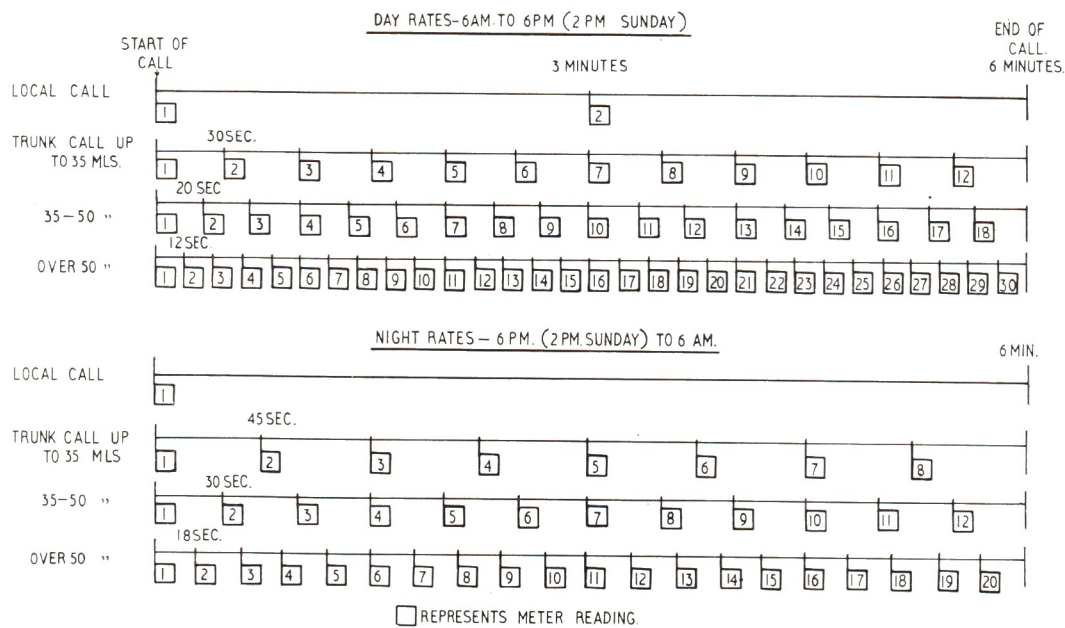 DAY RATES-6AM. TO 6PM (2PM SUNDAY)
START OF
CALL
3 MINUTES
END OF
CALL.
6 MINUTES.
LOCAL CALL
1 2
TRUNK CALL UP
TO 35 MLS.
30SEC.
1 2 3 4 5 6 7 8 9 10 11 12
20 SEC
35-50 "
1 2 3 4 5 6 7 8 9 10 11 12 13 14 15 16 17 18
12SEC.
OVER 50 "
1 2 3 4 5 6 7 8 9 10 11 12 13 14 15 16 17 18 19 20 21 22 23 24 25 26 27 28 29 30
NIGHT RATES - 6 PM. (2PM.SUNDAY) TO 6 AM.
6 MIN.
LOCAL CALL
1
45SEC.
TRUNK CALL UP
TO 35 MLS
1 2 3 4 5 6 7 8
30SEC.
35-50 "
1 2 3 4 5 6 7 8 9 10 11 12
18SEC.
OVER 50 "
1 2 3 4 5 6 7 8 9 10 11 12 13 14 15 16 17 18 19 20
REPRESENTS METER READING.